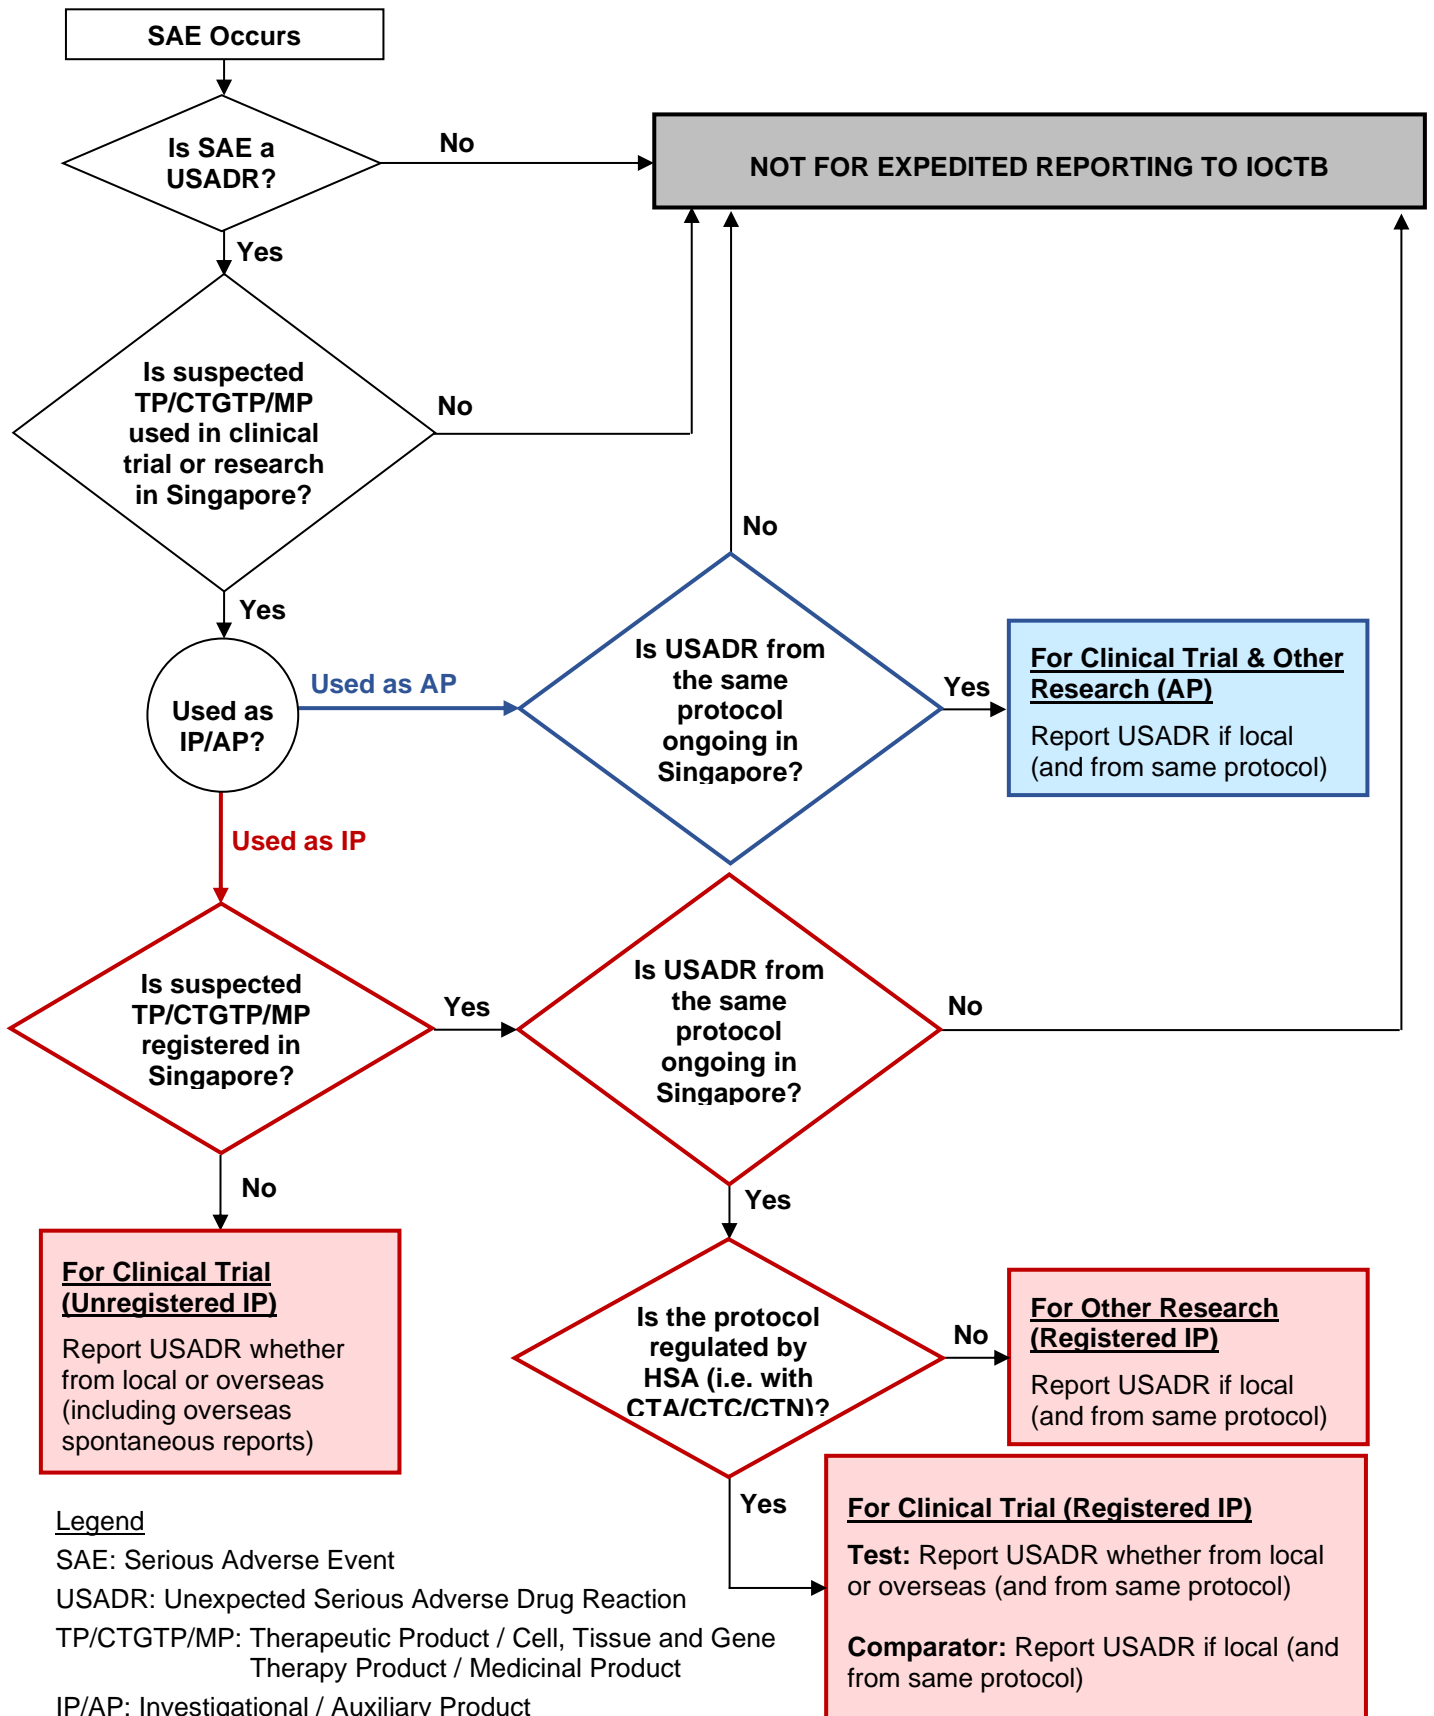 SAE Occurs
Is SAE a
USADR?
No
NOT FOR EXPEDITED REPORTING TO IOCTB
Yes
Is suspected
TP/CTGTP/MP
used in clinical
trial or research
in Singapore?
No
Yes
Used as
IP/AP?
Used as AP
Is USADR from
the same
protocol
ongoing in
Singapore?
No
Yes
For Clinical Trial & Other
Research (AP)
Report USADR if local
(and from same protocol)
Used as IP
Is suspected
TP/CTGTP/MP
registered in
Singapore?
Yes
Is USADR from
the same
protocol
ongoing in
Singapore?
No
No
Yes
For Clinical Trial
(Unregistered IP)
Report USADR whether
from local or overseas
(including overseas
spontaneous reports)
Is the protocol
regulated by
HSA (i.e. with
CTA/CTC/CTN)?
No
For Other Research
(Registered IP)
Report USADR if local
(and from same protocol)
Yes
For Clinical Trial (Registered IP)
Test: Report USADR whether from local
or overseas (and from same protocol)
Comparator: Report USADR if local (and
from same protocol)
Legend
SAE: Serious Adverse Event
USADR: Unexpected Serious Adverse Drug Reaction
TP/CTGTP/MP: Therapeutic Product / Cell, Tissue and Gene
Therapy Product / Medicinal Product
IP/AP: Investigational / Auxiliary Product